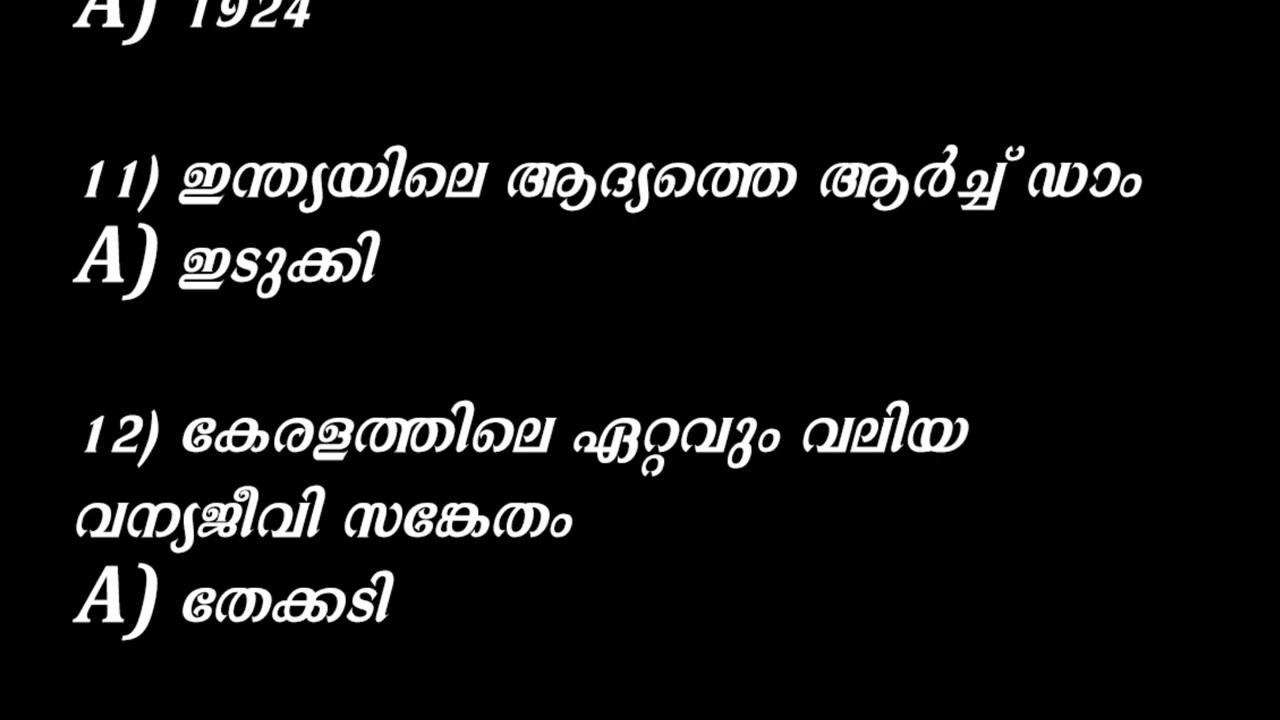 A) 1924
11) ഇന്ത്യയിലെ ആദ്യത്തെ ആർച്ച് ഡാം
A) ഇടുക്കി
12) കേരളത്തിലെ ഏറ്റവും വലിയ
വന്യജീവി സങ്കേതം
A) തേക്കടി